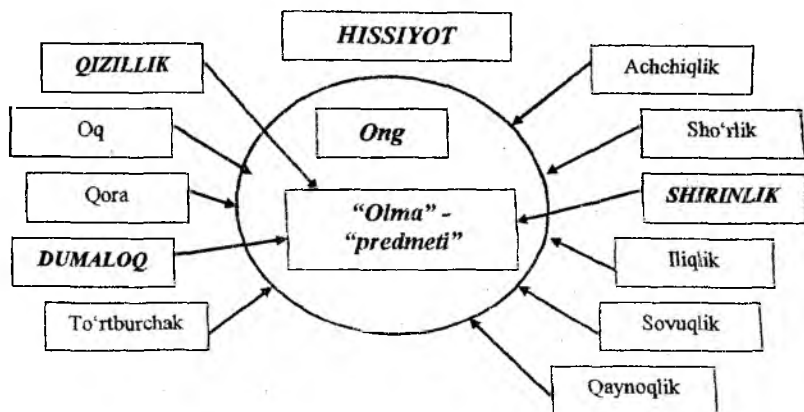 HISSIYOT
QIZILLIK
Achchiqlik
Oq
Ong
Sho‘rlik
Qora
“Olma” -
“predmeti”
SHIRINLIK
DUMALOQ
Iliqlik
To‘rtburchak
Sovuqlik
Qaynoqlik